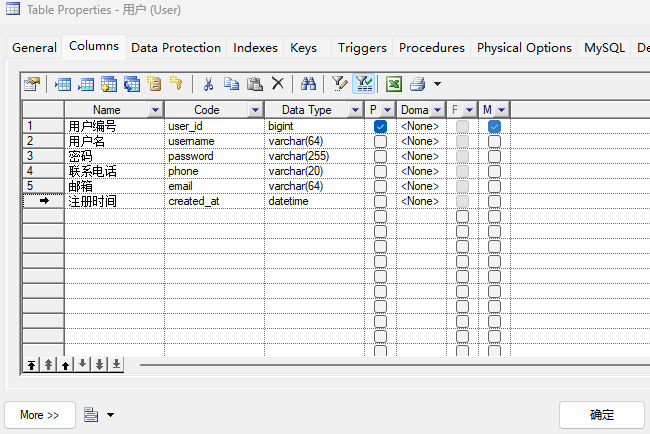 Table Properties - 用户 (User)
General Columns Data Protection Indexes Keys Triggers Procedures Physical Options MySQL De
Name Code Data Type P Doma F M
1 用户编号 user_id bigint <None>
2 用户名 username varchar(64) <None>
3 密码 password varchar(255) <None>
4 联系电话 phone varchar(20) <None>
5 邮箱 email varchar(64) <None>
注册时间 created_at datetime <None>
More >> 确定